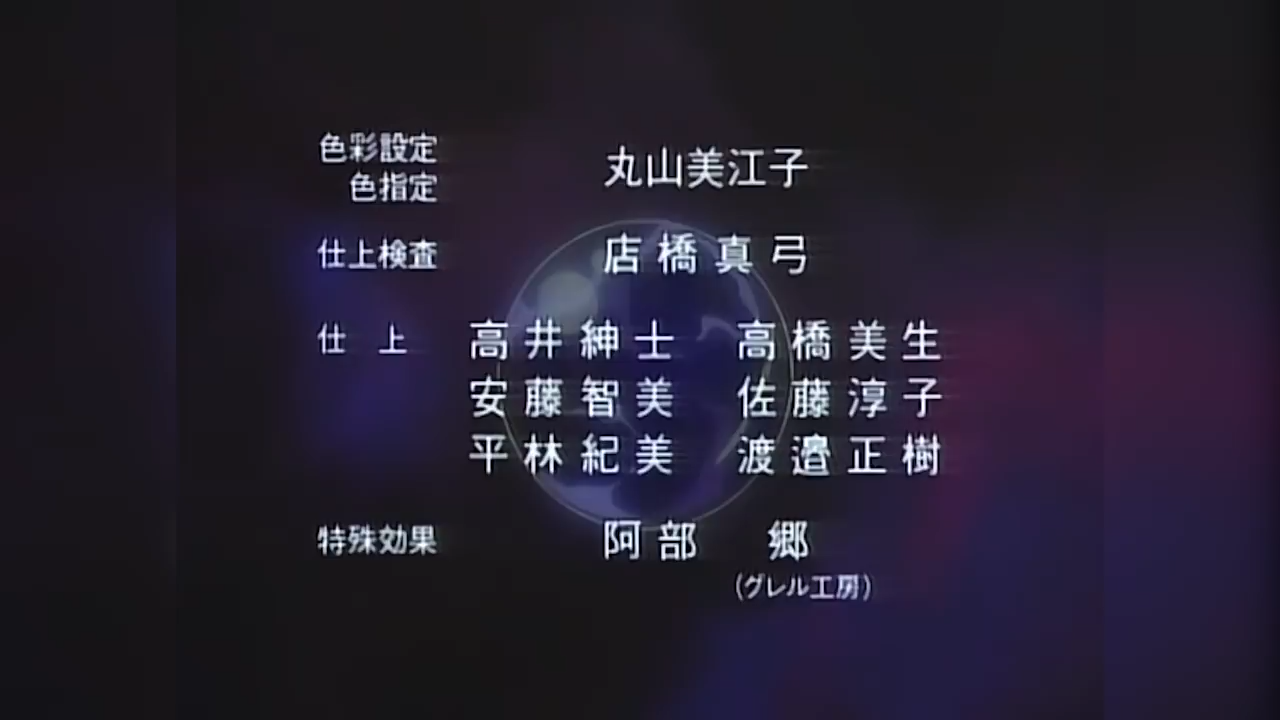 色彩設定
色指定
丸山美江子
仕上検査 店橋真弓
仕 上 高井紳士 高橋美生
安藤智美 佐藤淳子
平林紀美 渡邉正樹
特殊効果 阿部 郷
(グレル工房)